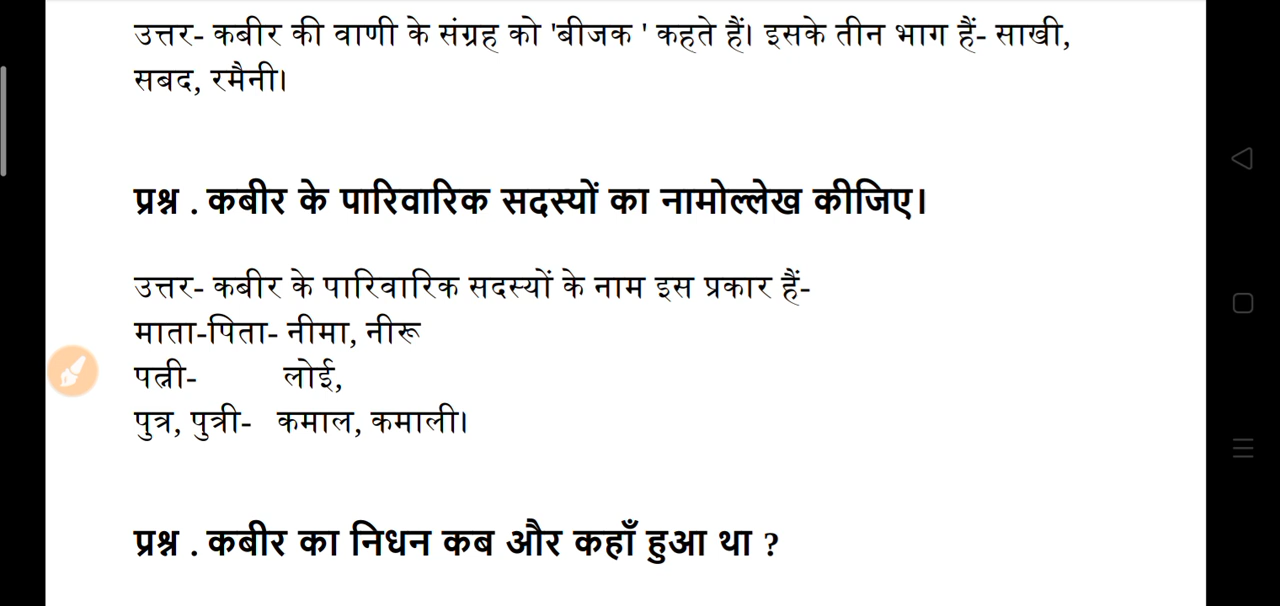 उत्तर- कबीर की वाणी के संग्रह को 'बीजक ' कहते हैं। इसके तीन भाग हैं- साखी,
सबद, रमैनी।
प्रश्न . कबीर के पारिवारिक सदस्यों का नामोल्लेख कीजिए।
उत्तर- कबीर के पारिवारिक सदस्यों के नाम इस प्रकार हैं-
माता-पिता- नीमा, नीरू
पत्नी- लोई,
पुत्र, पुत्री- कमाल, कमाली।
प्रश्न . कबीर का निधन कब और कहाँ हुआ था ?